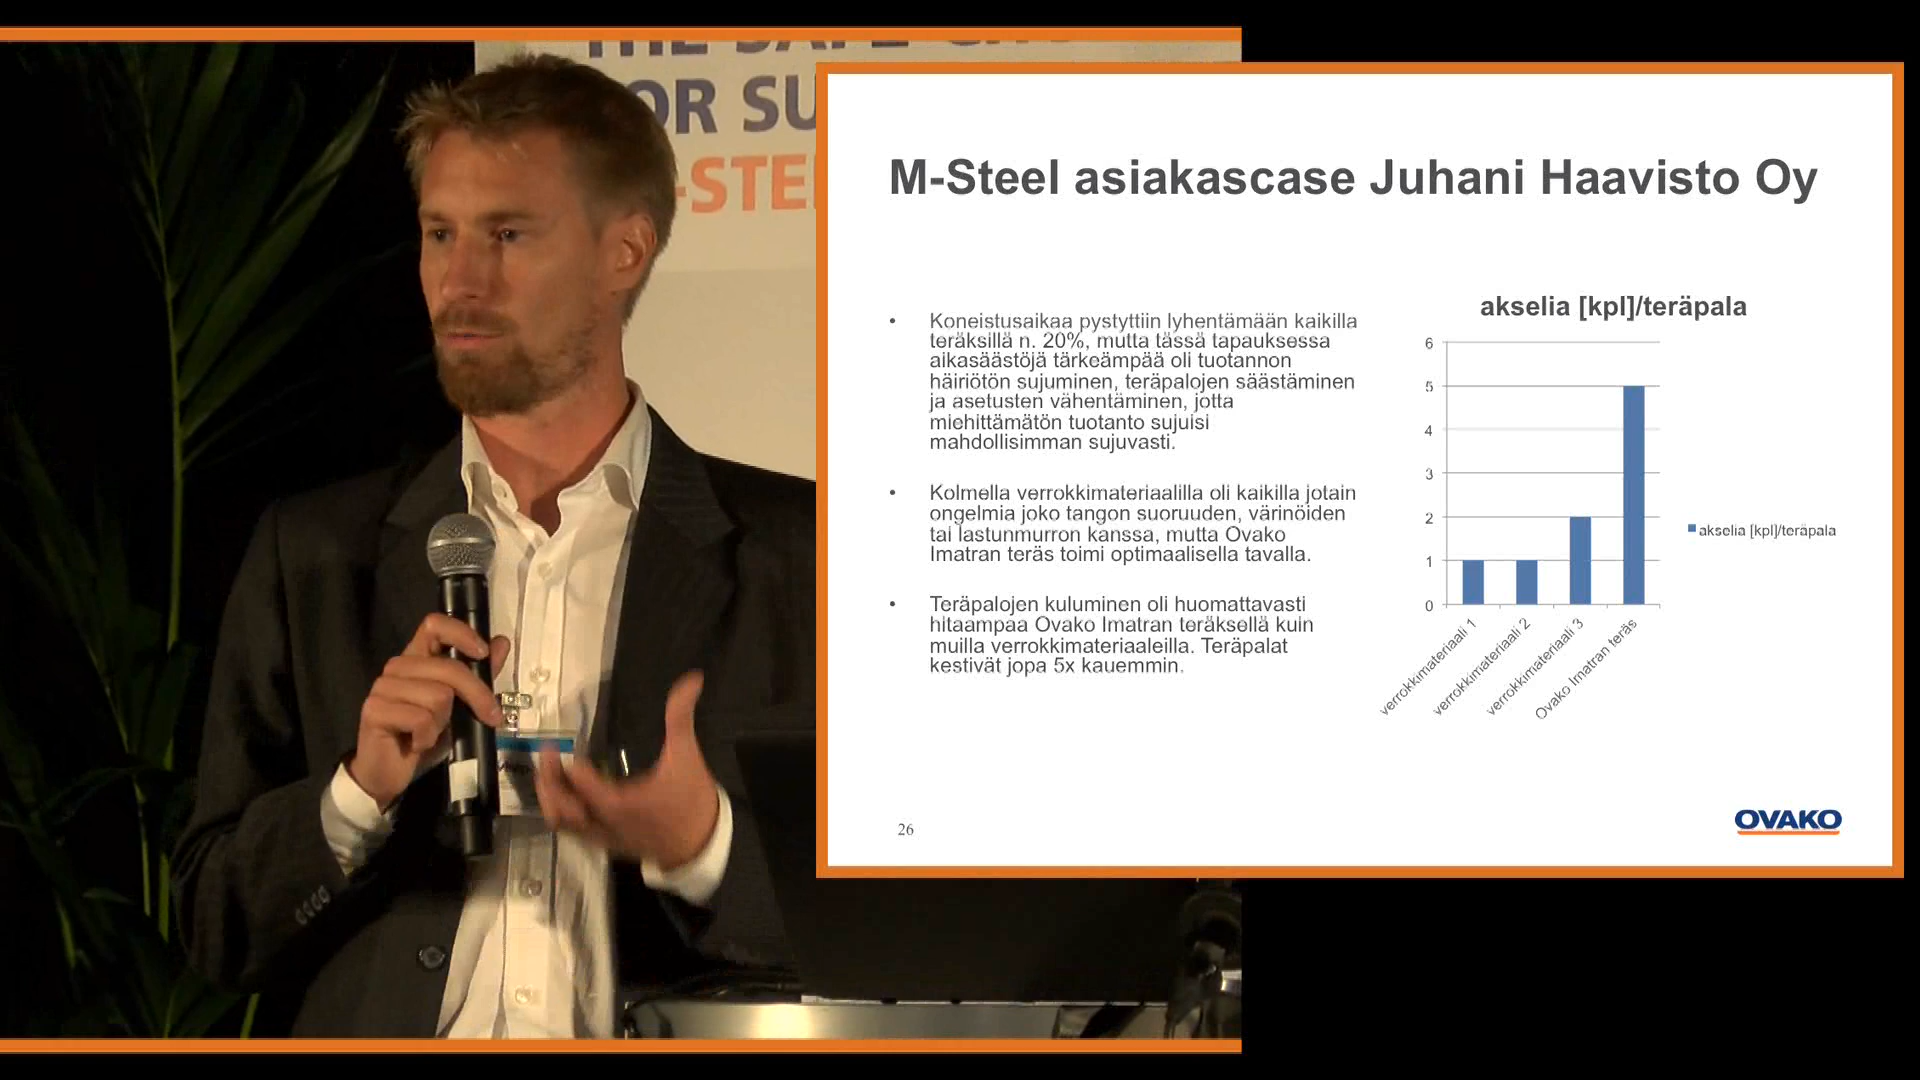 OR SU
-STE
M-Steel asiakascase Juhani Haavisto Oy
• Koneistusaikaa pystyttiin lyhentämään kaikilla
teräksillä n. 20%, mutta tässä tapauksessa
aikasäästöjä tärkeämpää oli tuotannon
häiriötön sujuminen, teräpalojen säästäminen
ja asetusten vähentäminen, jotta
miehittämätön tuotanto sujuisi
mahdollisimman sujuvasti.
• Kolmella verrokkimateriaalilla oli kaikilla jotain
ongelmia joko tangon suoruuden, värinöiden
tai lastunmurron kanssa, mutta Ovako
Imatran teräs toimi optimaalisella tavalla.
• Teräpalojen kuluminen oli huomattavasti
hitaampaa Ovako Imatran teräksellä kuin
muilla verrokkimateriaaleilla. Teräpalat
kestivät jopa 5x kauemmin.
akselia [kpl]/teräpala
6
5
4
3
2
1
0
verrokkimateriaali 1
verrokkimateriaali 2
verrokkimateriaali 3
Ovako Imatran teräs
akselia [kpl]/teräpala
26
OVAKO